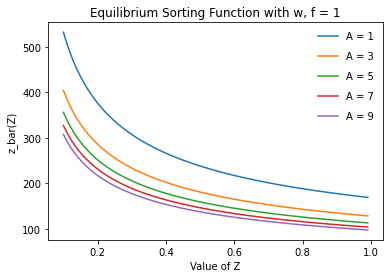 Equilibrium Sorting Function with w, f = 1
500
400
300
200
100
z_bar(Z)
A = 1
A = 3
A = 5
A = 7
A = 9
0.2 0.4 0.6 0.8 1.0
Value of Z